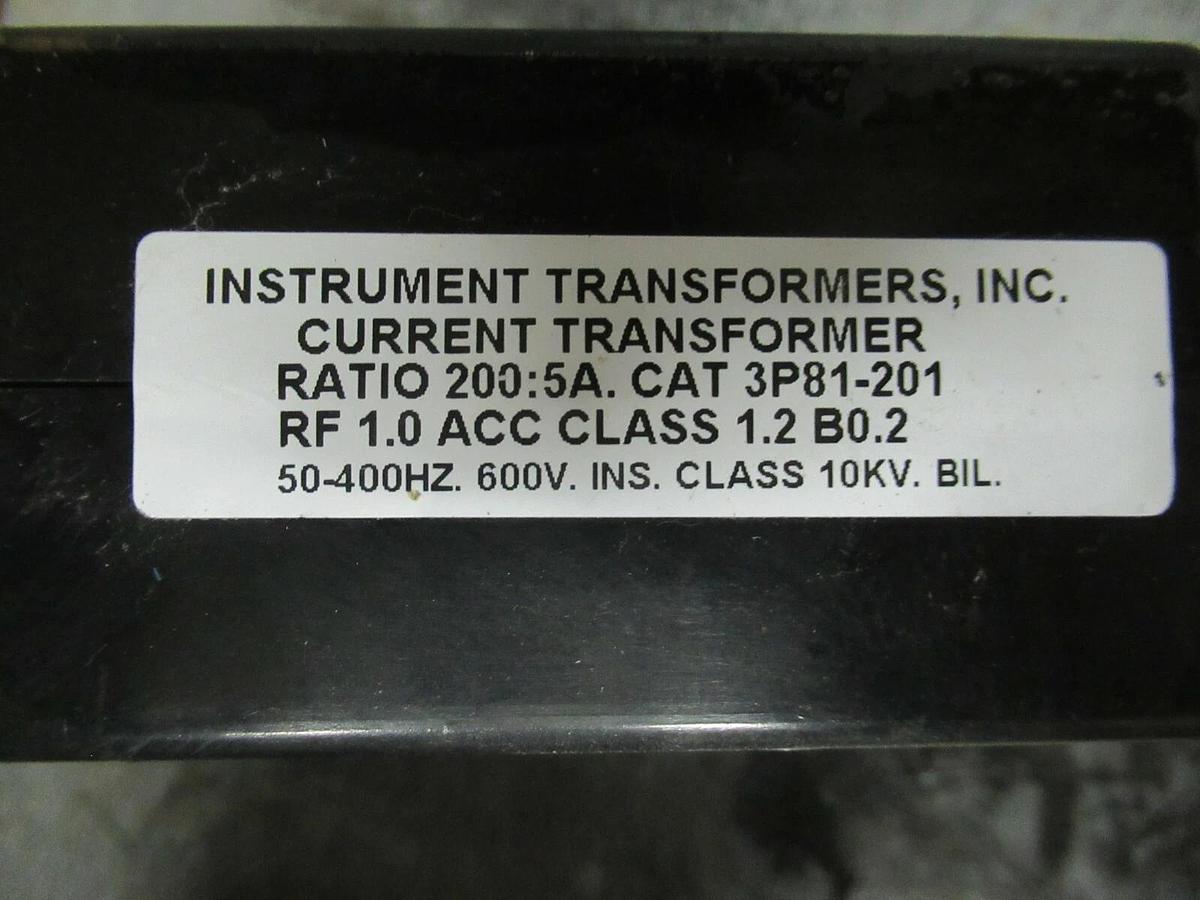 INSTRUMENT TRANSFORMERS, INC.
CURRENT TRANSFORMER
RATIO 200:5A. CAT 3P81-201
RF 1.0 ACC CLASS 1.2 B0.2
50-400HZ. 600V. INS. CLASS 10KV. BIL.